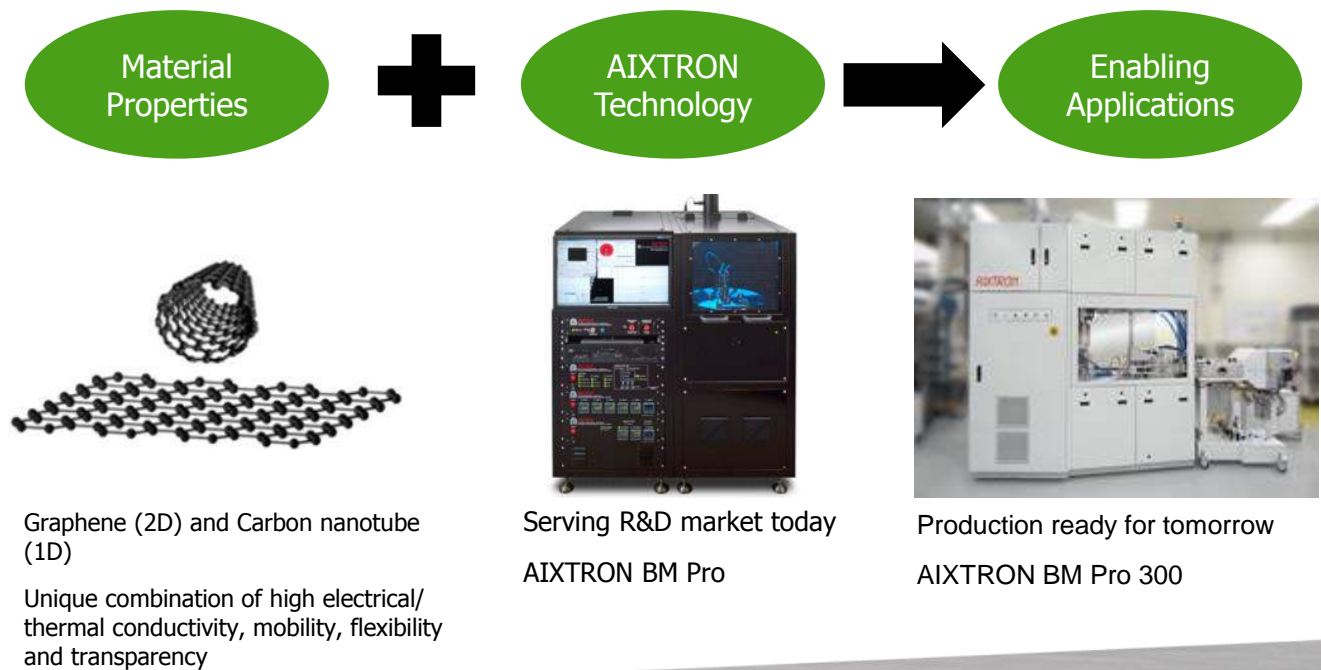 Material
Properties
AIXTRON
Technology
Enabling
Applications
AIXTRON
Graphene (2D) and Carbon nanotube
(1D)
Unique combination of high electrical/
thermal conductivity, mobility, flexibility
and transparency
Serving R&D market today
AIXTRON BM Pro
Production ready for tomorrow
AIXTRON BM Pro 300